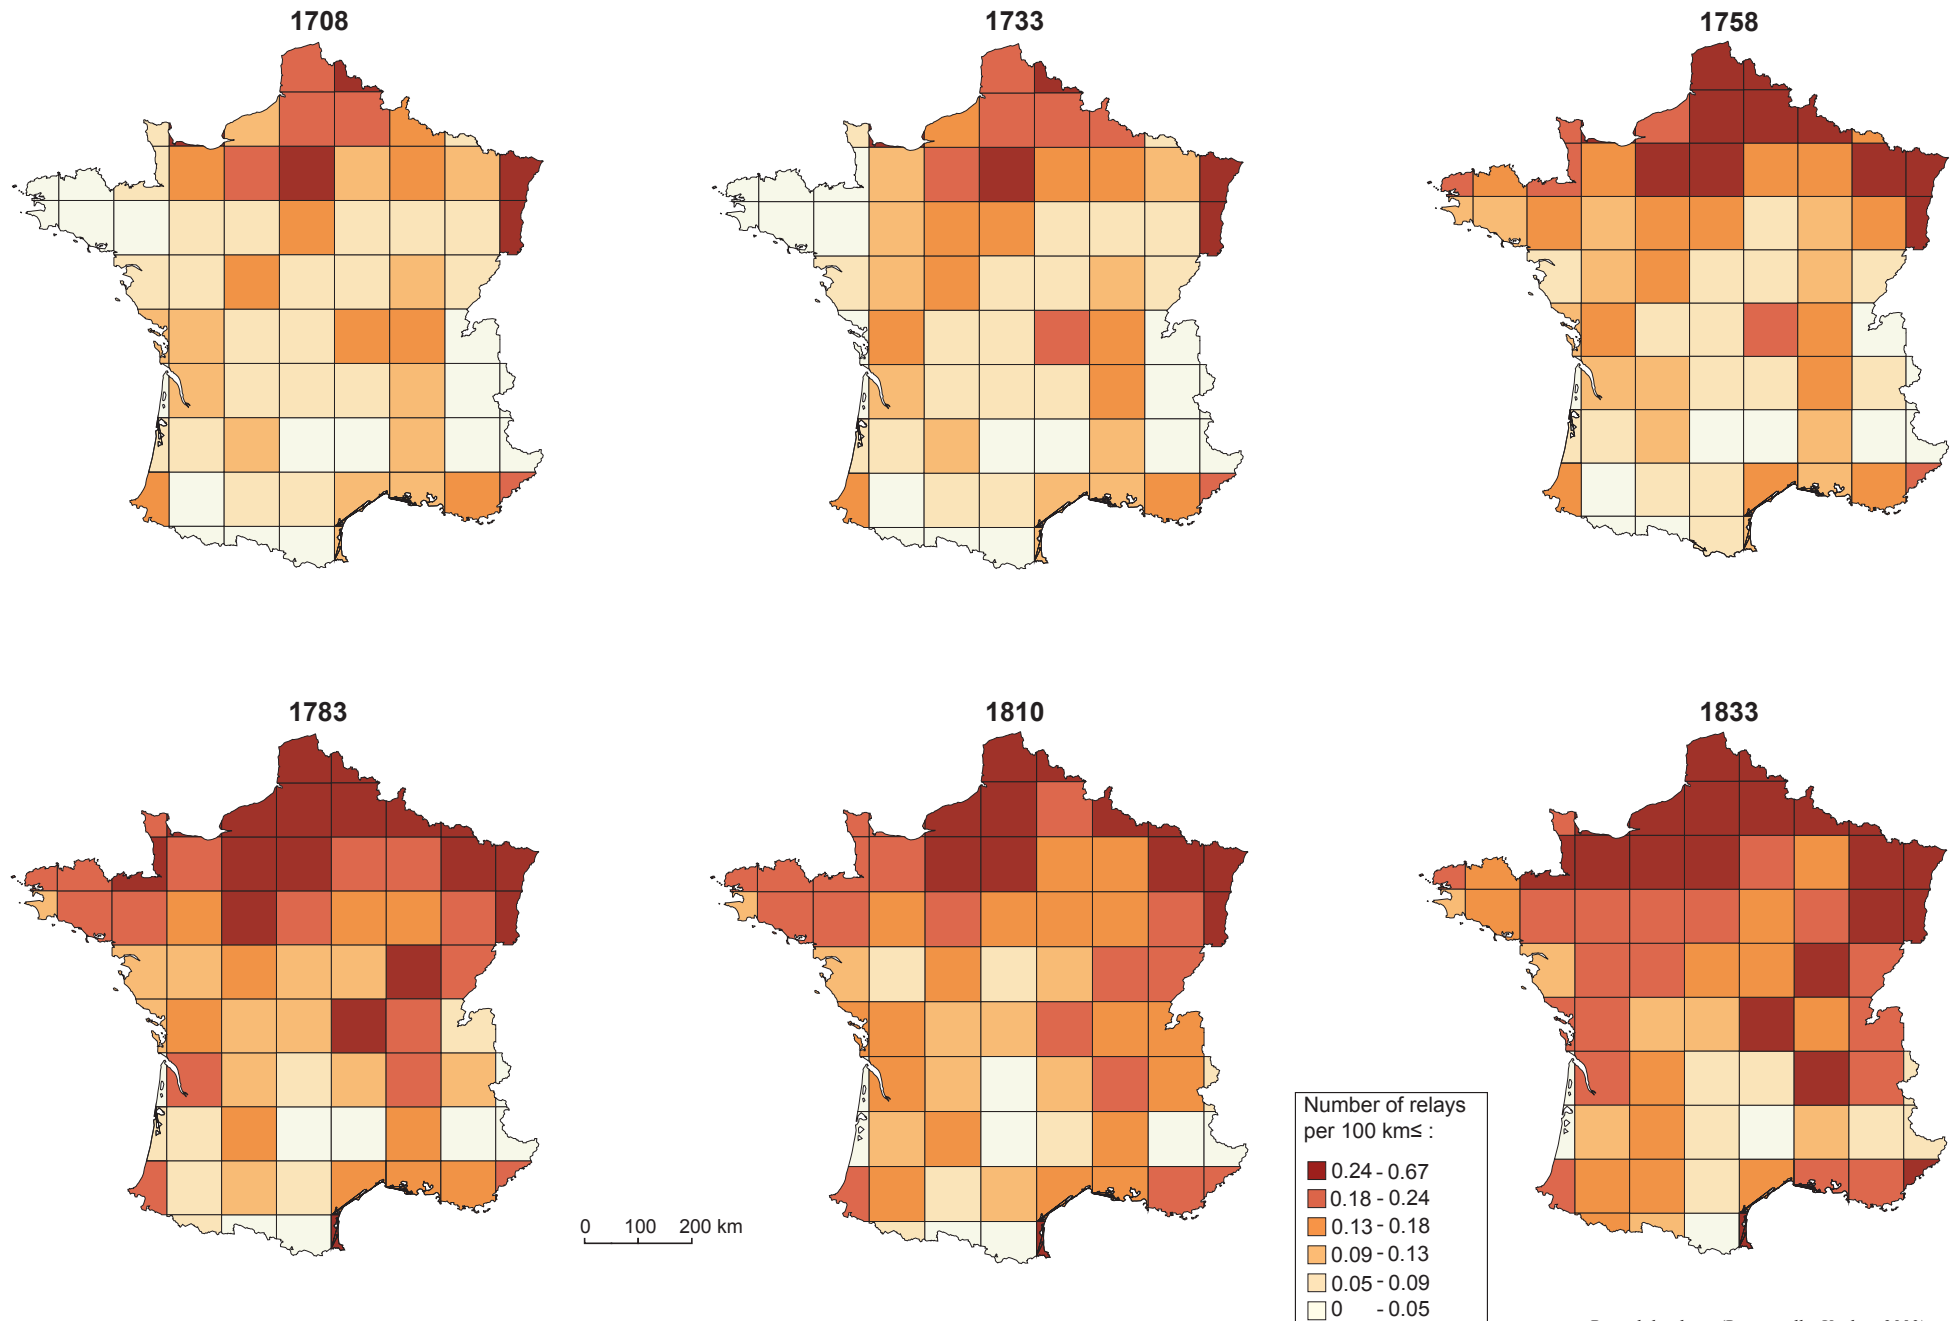 1708
1733
1758
1783
1810
1833
0 100 200 km
Number of relays
per 100 km≤ :
0.24 - 0.67
0.18 - 0.24
0.13 - 0.18
0.09 - 0.13
0.05 - 0.09
0 - 0.05